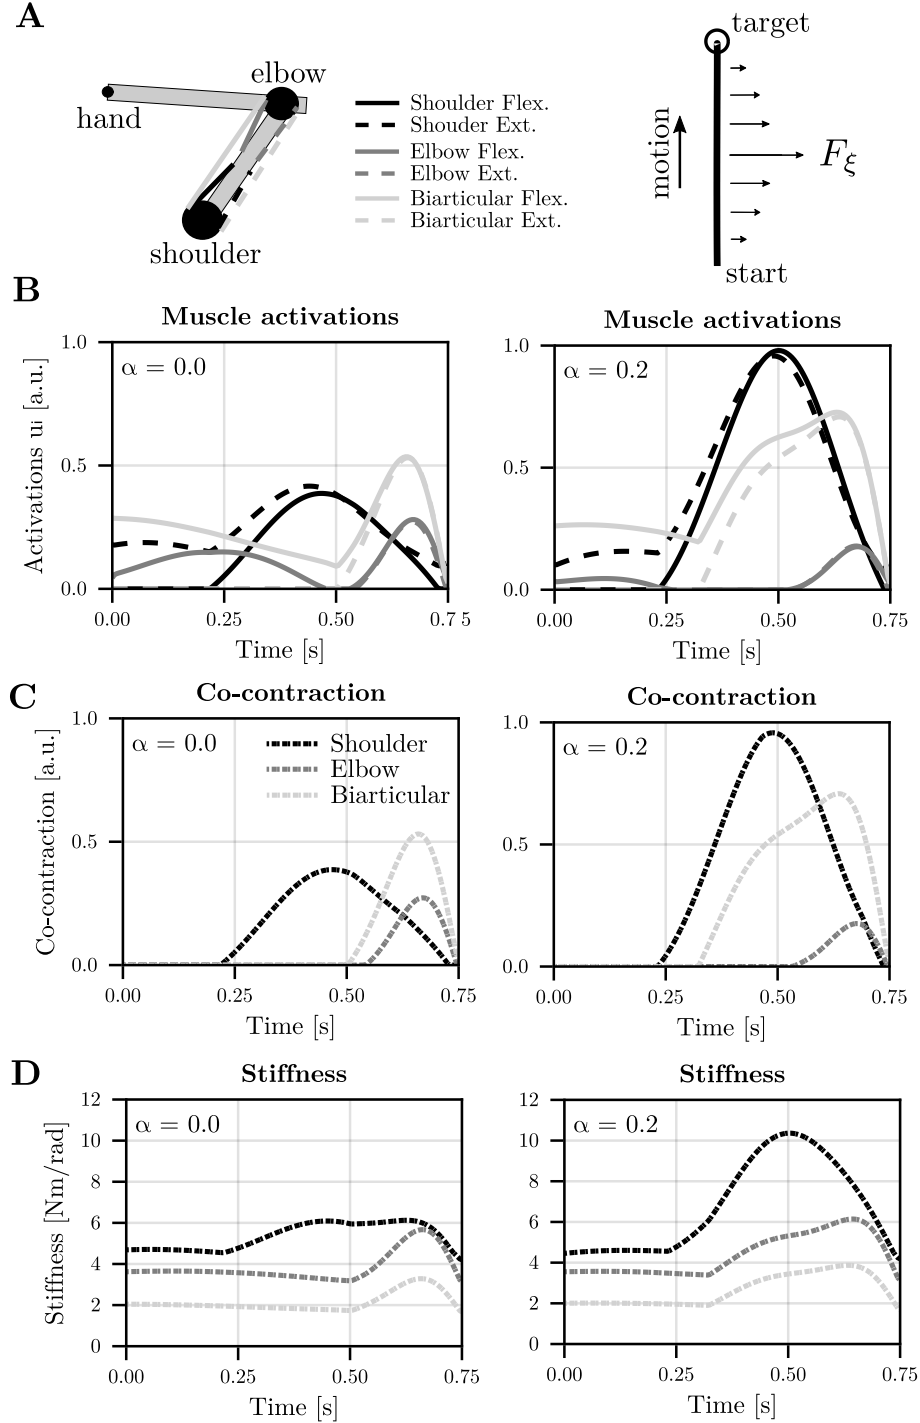 A
elbow
hand
shoulder
Shoulder Flex.
Shouder Ext.
Elbow Flex.
Elbow Ext.
Biarticular Flex.
Biarticular Ext.
target
motion
Fξ
start
B
Muscle activations
α = 0.0
Activations uᵢ [a.u.]
1.0
0.5
0.0
0.00 0.25 0.50 0.75 5
Time [s]
Muscle activations
α = 0.2
1.0
0.5
0.0
0.00 0.25 0.50 0.75
Time [s]
C
Co-contraction
α = 0.0
Shoulder
Elbow
Biarticular
Co-contraction [a.u.]
1.0
0.5
0.0
0.00 0.25 0.50 0.75
Time [s]
Co-contraction
α = 0.2
1.0
0.5
0.0
0.00 0.25 0.50 0.75
Time [s]
D
Stiffness
α = 0.0
Stiffness [Nm/rad]
12
10
8
6
4
2
0
0.00 0.25 0.50 0.75
Time [s]
Stiffness
α = 0.2
12
10
8
6
4
2
0
0.00 0.25 0.50 0.75
Time [s]